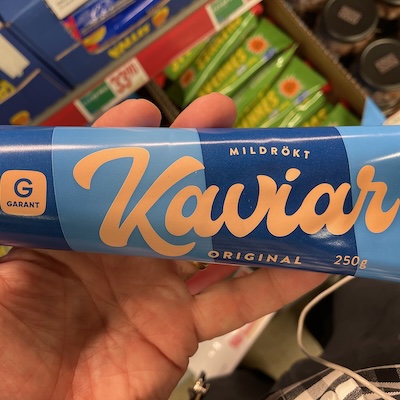 MILDRÖKT
Kaviar
G
GARANT
ORIGINAL
250g